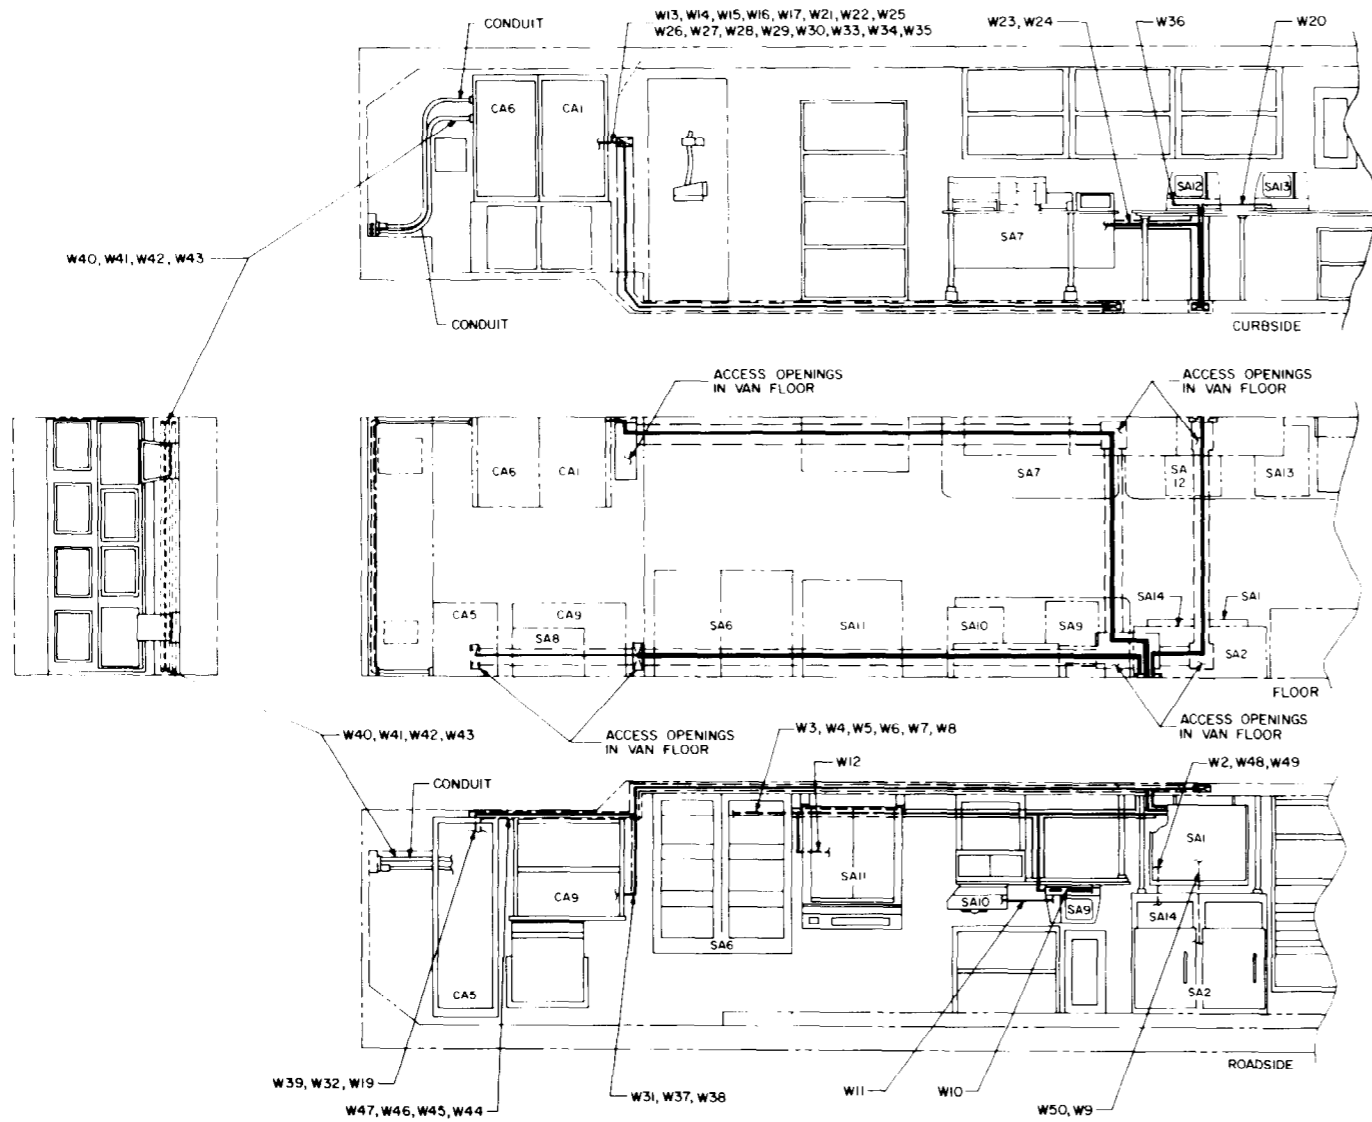 CONDUIT
W13, W14, W15, W16, W17, W21, W22, W25
W26, W27, W28, W29, W30, W33, W34, W35
W23, W24
W36
W20
CA6
CA1
SA12
SA13
SA7
W40, W41, W42, W43
CONDUIT
CURBSIDE
ACCESS OPENINGS
IN VAN FLOOR
ACCESS OPENINGS
IN VAN FLOOR
CA6
CA1
SA7
SA
12
SA13
CA5
CA9
SA8
SA6
SA11
SA10
SA9
SA14
SA1
SA2
FLOOR
W40, W41, W42, W43
ACCESS OPENINGS
IN VAN FLOOR
W3, W4, W5, W6, W7, W8
ACCESS OPENINGS
IN VAN FLOOR
W12
W2, W48, W49
CONDUIT
SA1
SA11
CA9
SA10
SA9
SA14
SA6
CA5
SA2
ROADSIDE
W39, W32, W19
W47, W46, W45, W44
W31, W37, W38
W11
W10
W50, W9